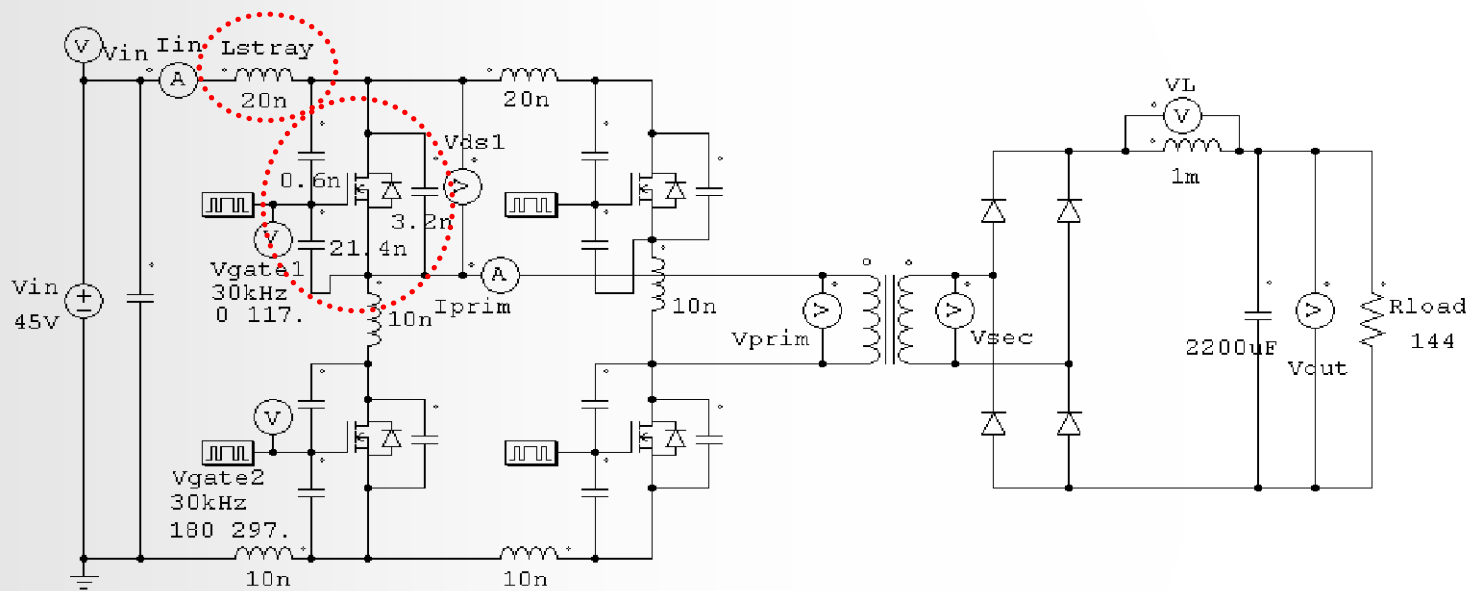 V
Vin
Iin
A
Lstray
20n
20n
VL
V
1m
0.6n
Vds1
V
3.2n
21.4n
V
Vgate1
30kHz
0 117.
A
Iprim
10n
10n
Vin
45V
Vprim
V
V
Vsec
2200uF
V
Vout
Rload
144
V
Vgate2
30kHz
180 297.
10n
10n